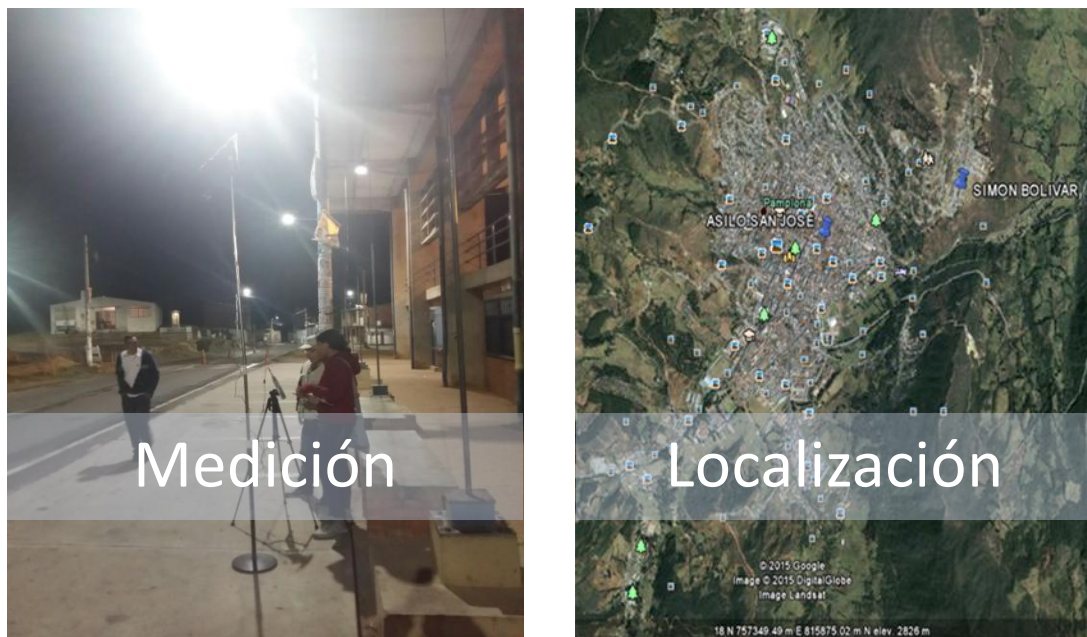 Medición
Localización
Pamplona
ASILO SAN JOSE
SIMON BOLIVAR
© 2015 Google
Image © 2015 DigitalGlobe
Image Landsat
18 N 757349.49 m E 815875.02 m N elev 2826 m